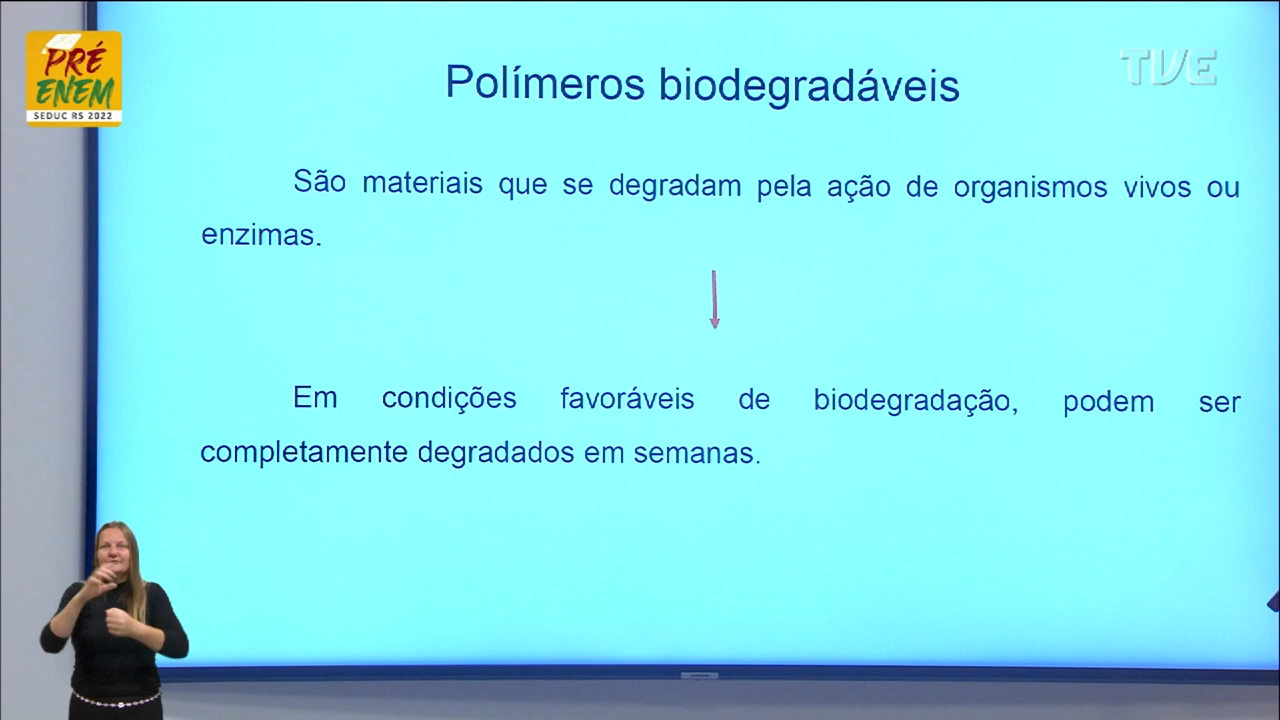 PRÉ
ENEM
SEDUC RS 2022
TVE
Polímeros biodegradáveis
São materiais que se degradam pela ação de organismos vivos ou
enzimas.
Em condições favoráveis de biodegradação, podem ser
completamente degradados em semanas.